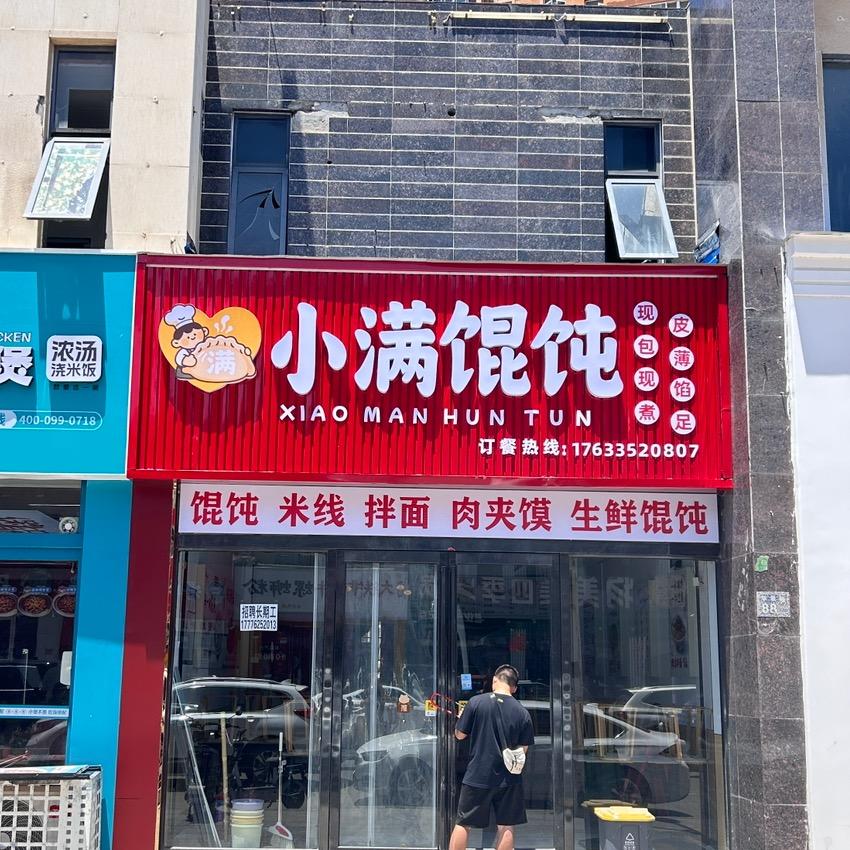 CKEN
煲
浓汤
浇米饭
400-099-0718
满
小满馄饨
XIAO MAN HUN TUN
现包现煮
皮薄馅足
订餐热线:17633520807
馄饨 米线 拌面 肉夹馍 生鲜馄饨
招聘长期工
17776252013
88